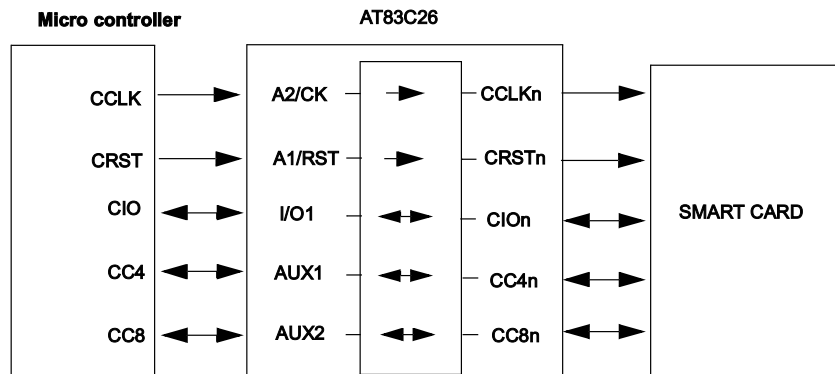 Micro controller
AT83C26
CCLK A2/CK CCLKn
CRST A1/RST CRSTn
CIO I/O1 CIOn SMART CARD
CC4 AUX1 CC4n
CC8 AUX2 CC8n